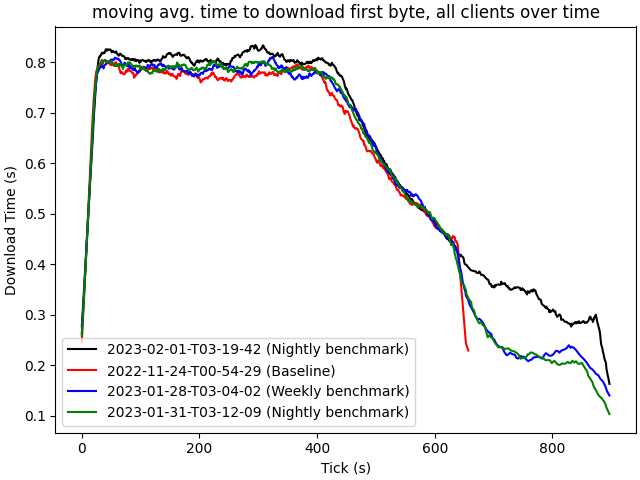 moving avg. time to download first byte, all clients over time
Download Time (s)
0.8
0.7
0.6
0.5
0.4
0.3
0.2
0.1
2023-02-01-T03-19-42 (Nightly benchmark)
2022-11-24-T00-54-29 (Baseline)
2023-01-28-T03-04-02 (Weekly benchmark)
2023-01-31-T03-12-09 (Nightly benchmark)
0 200 400 600 800
Tick (s)